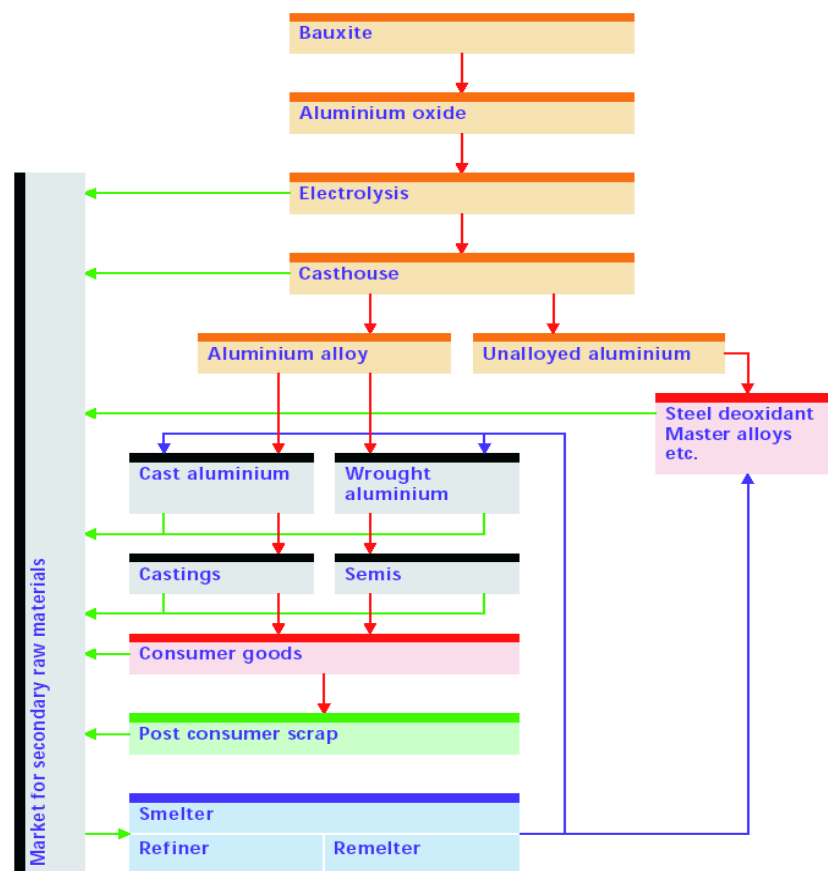 Bauxite
Aluminium oxide
Electrolysis
Casthouse
Aluminium alloy
Unalloyed aluminium
Steel deoxidant
Master alloys
etc.
Cast aluminium
Wrought
aluminium
Castings
Semis
Consumer goods
Post consumer scrap
Smelter
Refiner
Remelter
Market for secondary raw materials